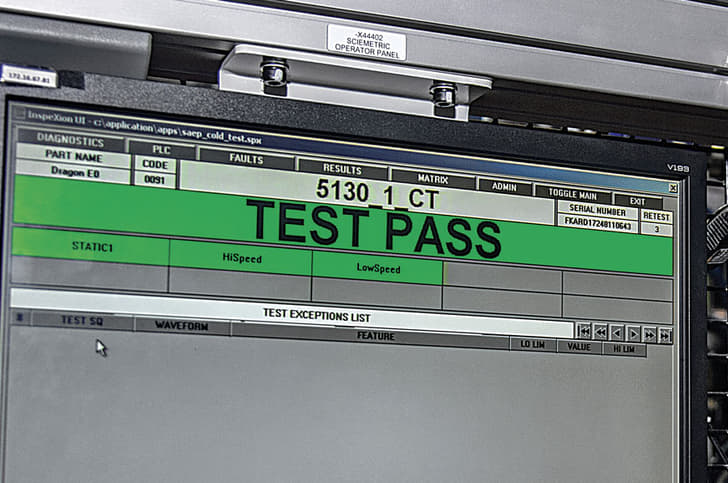 -X44402
SCIEMETRIC
OPERATOR PANEL
172.16.67.81
InspeXion UI - c:\application\apps\saep_cold_test.spx
V193
DIAGNOSTICS PLC FAULTS RESULTS MATRIX ADMIN TOGGLE MAIN EXIT
PART NAME CODE 5130_1_CT SERIAL NUMBER RETEST
Dragon E0 0091 FKARD17248110643 3
TEST PASS
STATIC1 HiSpeed LowSpeed
TEST EXCEPTIONS LIST
# TEST SQ WAVEFORM FEATURE LO LIM VALUE HI LIM